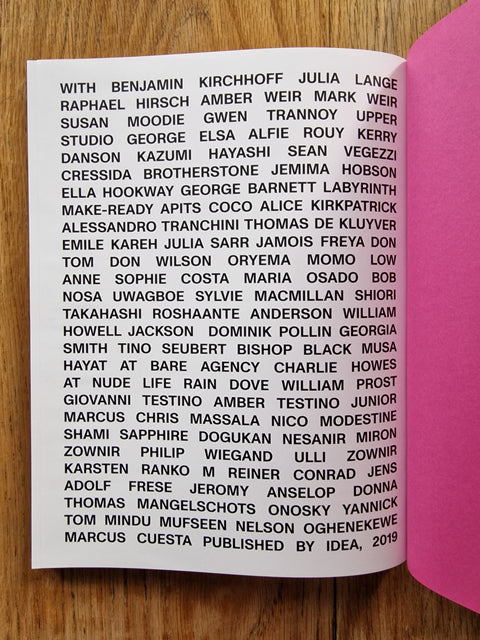 WITH BENJAMIN KIRCHHOFF JULIA LANGE
RAPHAEL HIRSCH AMBER WEIR MARK WEIR
SUSAN MOODIE GWEN TRANNOY UPPER
STUDIO GEORGE ELSA ALFIE ROUY KERRY
DANSON KAZUMI HAYASHI SEAN VEGEZZI
CRESSIDA BROTHERSTONE JEMIMA HOBSON
ELLA HOOKWAY GEORGE BARNETT LABYRINTH
MAKE-READY APITS COCO ALICE KIRKPATRICK
ALESSANDRO TRANCHINI THOMAS DE KLUYVER
EMILE KAREH JULIA SARR JAMOIS FREYA DON
TOM DON WILSON ORYEMA MOMO LOW
ANNE SOPHIE COSTA MARIA OSADO BOB
NOSA UWAGBOE SYLVIE MACMILLAN SHIORI
TAKAHASHI ROSHAANTE ANDERSON WILLIAM
HOWELL JACKSON DOMINIK POLLIN GEORGIA
SMITH TINO SEUBERT BISHOP BLACK MUSA
HAYAT AT BARE AGENCY CHARLIE HOWES
AT NUDE LIFE RAIN DOVE WILLIAM PROST
GIOVANNI TESTINO AMBER TESTINO JUNIOR
MARCUS CHRIS MASSALA NICO MODESTINE
SHAMI SAPPHIRE DOGUKAN NESANIR MIRON
ZOWNIR PHILIP WIEGAND ULLI ZOWNIR
KARSTEN RANKO M REINER CONRAD JENS
ADOLF FRESE JEROMY ANSELOP DONNA
THOMAS MANGELSCHOTS ONOSKY YANNICK
TOM MINDU MUFSEEN NELSON OGHENEKEWE
MARCUS CUESTA PUBLISHED BY IDEA, 2019